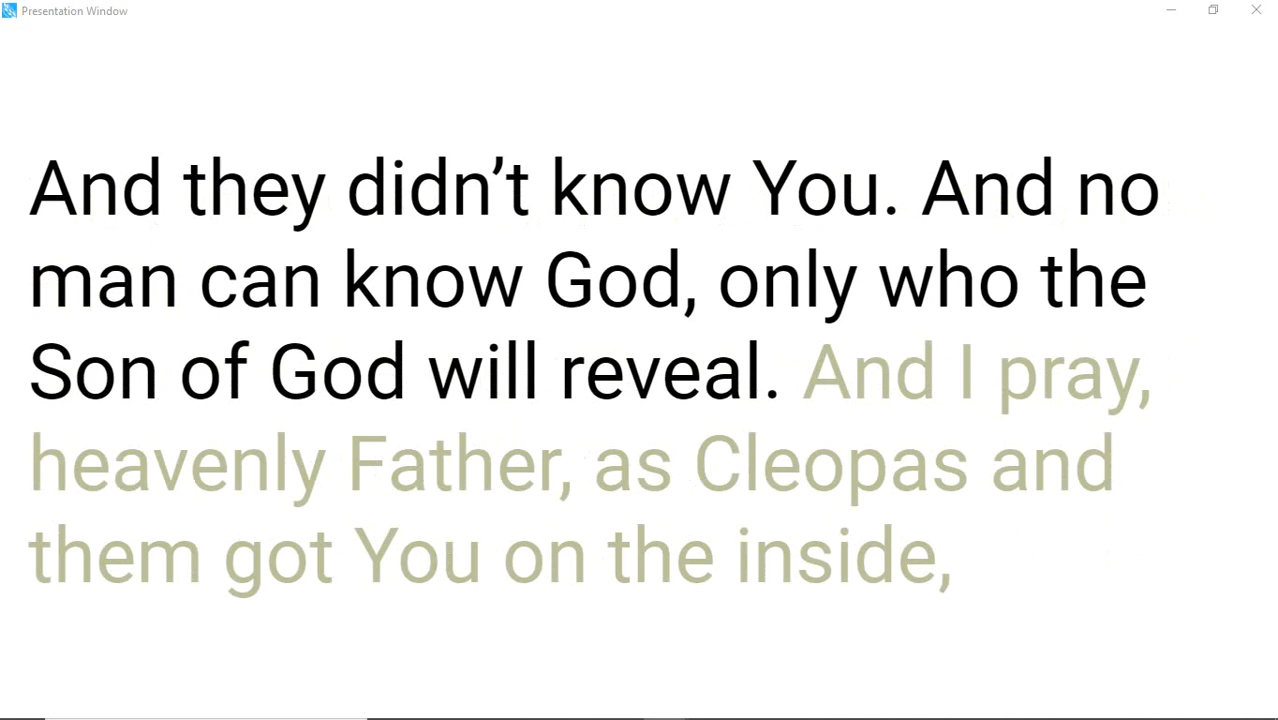 Presentation Window
And they didn’t know You. And no
man can know God, only who the
Son of God will reveal. And I pray,
heavenly Father, as Cleopas and
them got You on the inside,